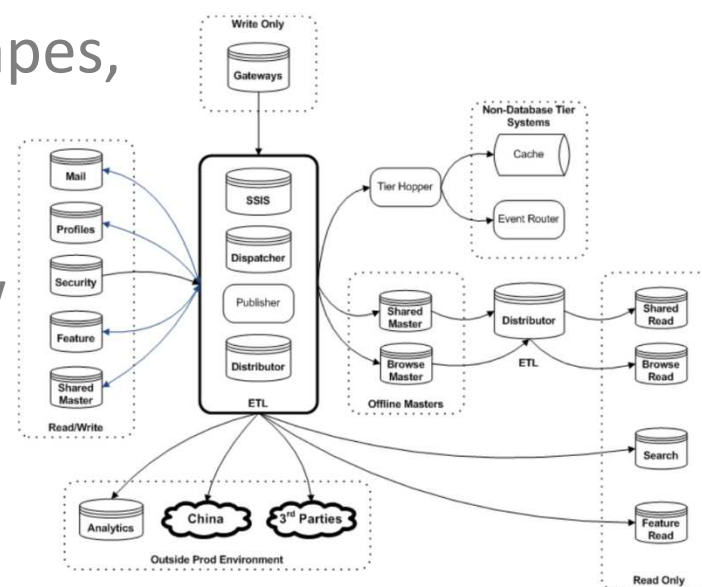 apes,
Write Only
Gateways
Non-Database Tier
Systems
Cache
Tier Hopper
Event Router
Mail
Profiles
Security
Feature
Shared
Master
Read/Write
SSIS
Dispatcher
Publisher
Distributor
ETL
Shared
Master
Browse
Master
Offline Masters
Distributor
ETL
Shared
Read
Browse
Read
Search
Feature
Read
Read Only
Analytics
China
3rd Parties
Outside Prod Environment